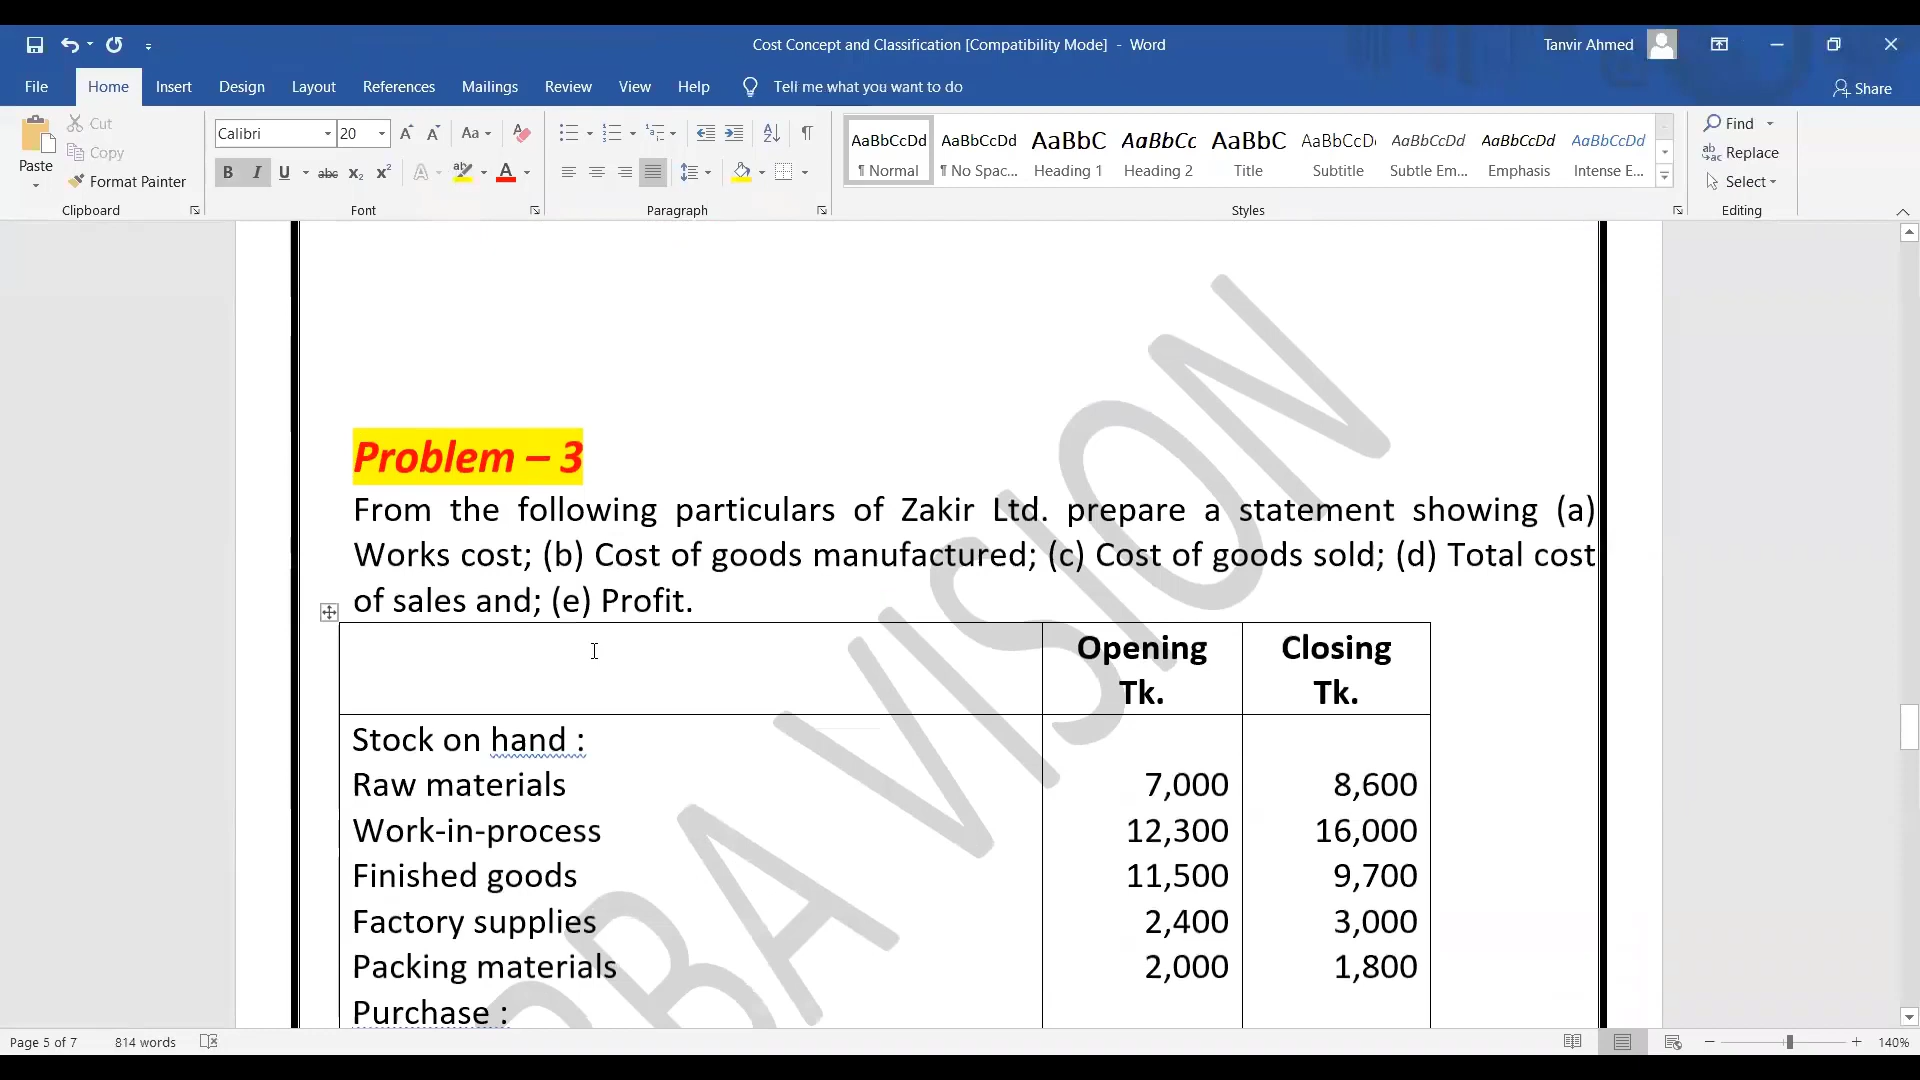 Cost Concept and Classification [Compatibility Mode] - Word
Tanvir Ahmed
File Home Insert Design Layout References Mailings Review View Help Tell me what you want to do Share
Paste
Cut
Copy
Format Painter
Clipboard
Calibri 20
Font
Paragraph
AaBbCcDd AaBbCcDd AaBbC AaBbCc AaBbC AaBbCcD AaBbCcDd AaBbCcDd AaBbCcDd
¶ Normal ¶ No Spac... Heading 1 Heading 2 Title Subtitle Subtle Em... Emphasis Intense E...
Styles
Find
Replace
Select
Editing
Problem – 3
From the following particulars of Zakir Ltd. prepare a statement showing (a)
Works cost; (b) Cost of goods manufactured; (c) Cost of goods sold; (d) Total cost
of sales and; (e) Profit.
Opening Closing
Tk. Tk.
Stock on hand :
Raw materials 7,000 8,600
Work-in-process 12,300 16,000
Finished goods 11,500 9,700
Factory supplies 2,400 3,000
Packing materials 2,000 1,800
Purchase :
BA VISION
Page 5 of 7 814 words 140%